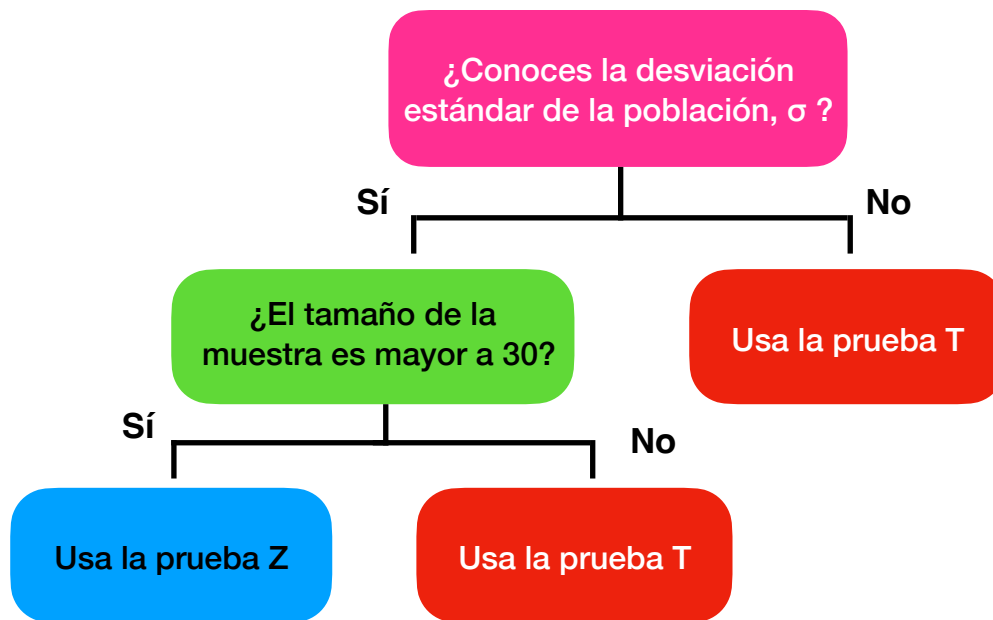 ¿Conoces la desviación
estándar de la población, σ ?
Sí
No
¿El tamaño de la
muestra es mayor a 30?
Usa la prueba T
Sí
No
Usa la prueba Z
Usa la prueba T